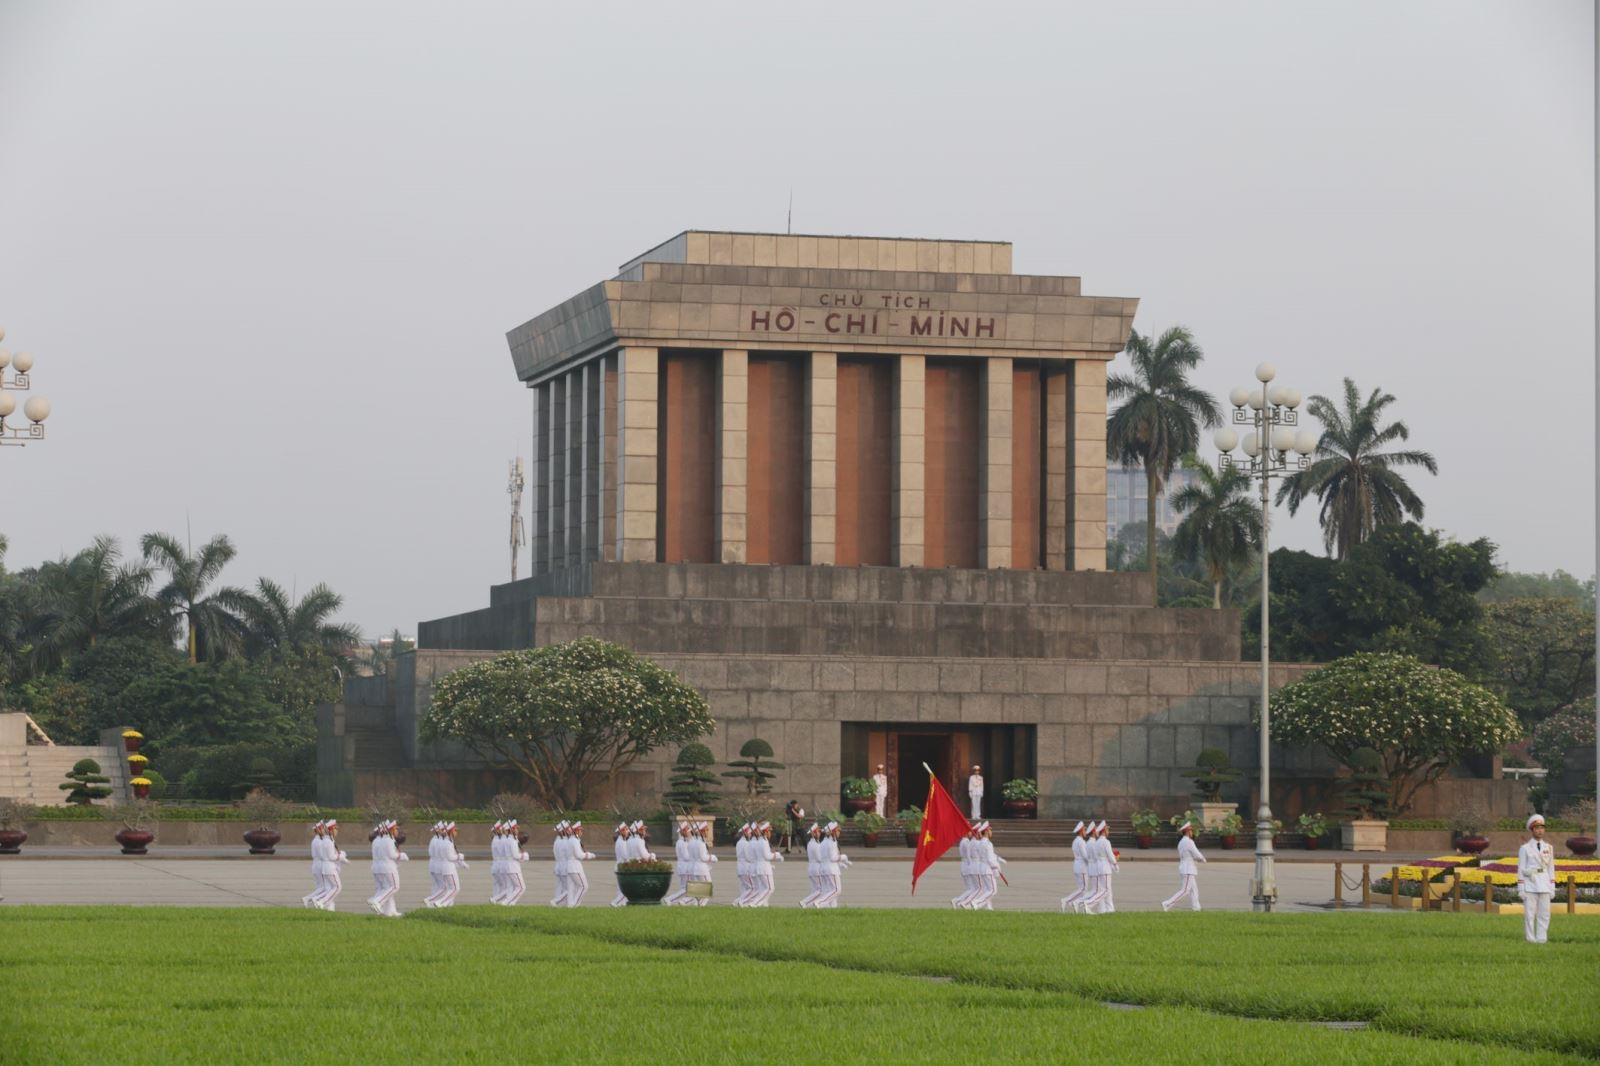 CHỦ TỊCH
HỒ - CHÍ - MINH